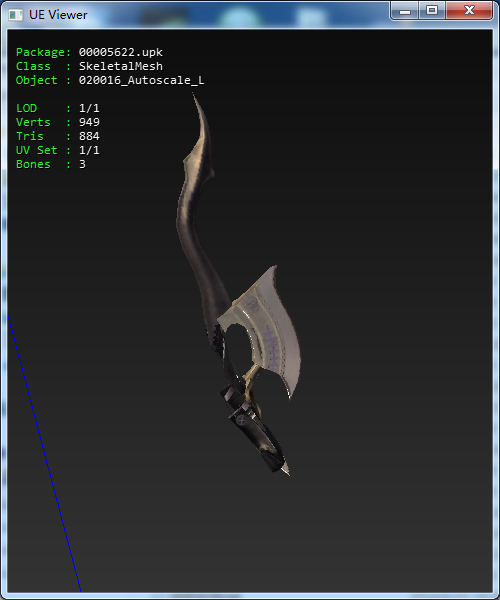 UE Viewer
Package: 00005622.upk
Class : SkeletalMesh
Object : 020016_Autoscale_L
LOD : 1/1
Verts : 949
Tris : 884
UV Set : 1/1
Bones : 3